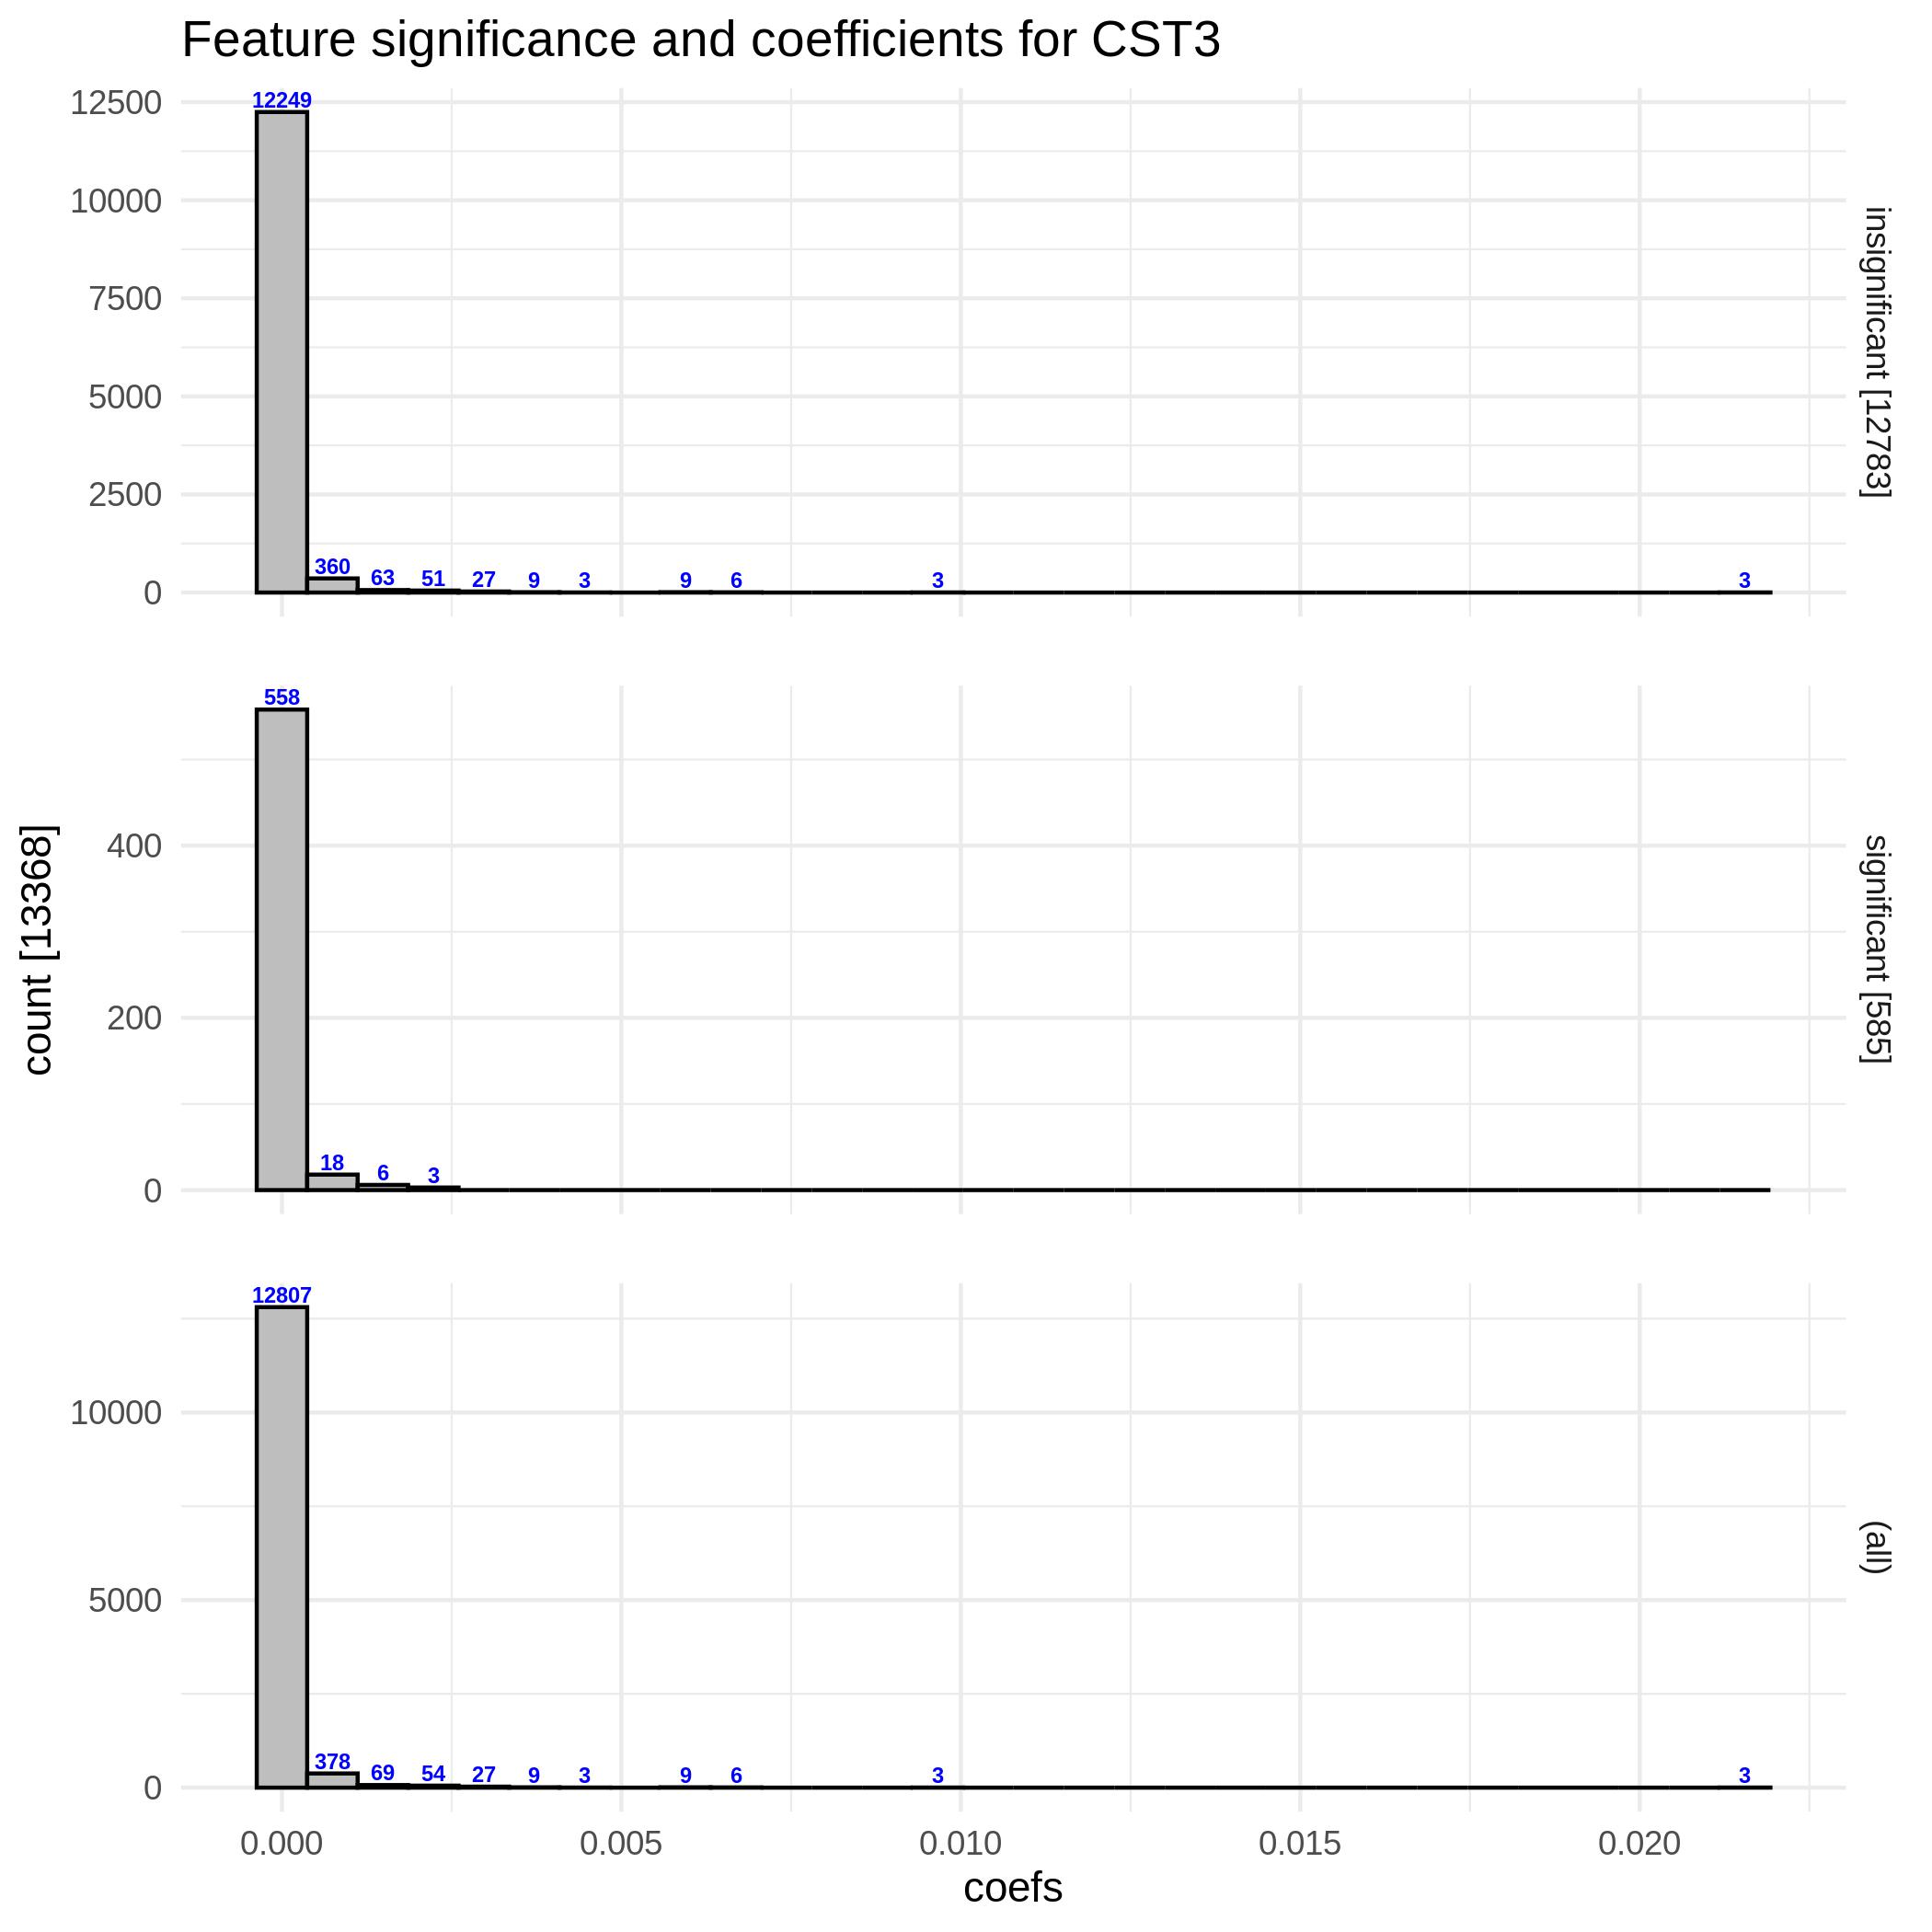 Feature significance and coefficients for CST3
12500
10000
7500
5000
2500
0
12249
360 63 51 27 9 3 9 6 3 3
insignificant [12783]
count [13368]
400
200
0
558
18 6 3
significant [585]
10000
5000
0
12807
378 69 54 27 9 3 9 6 3 3
(all)
0.000 0.005 0.010 0.015 0.020
coefs